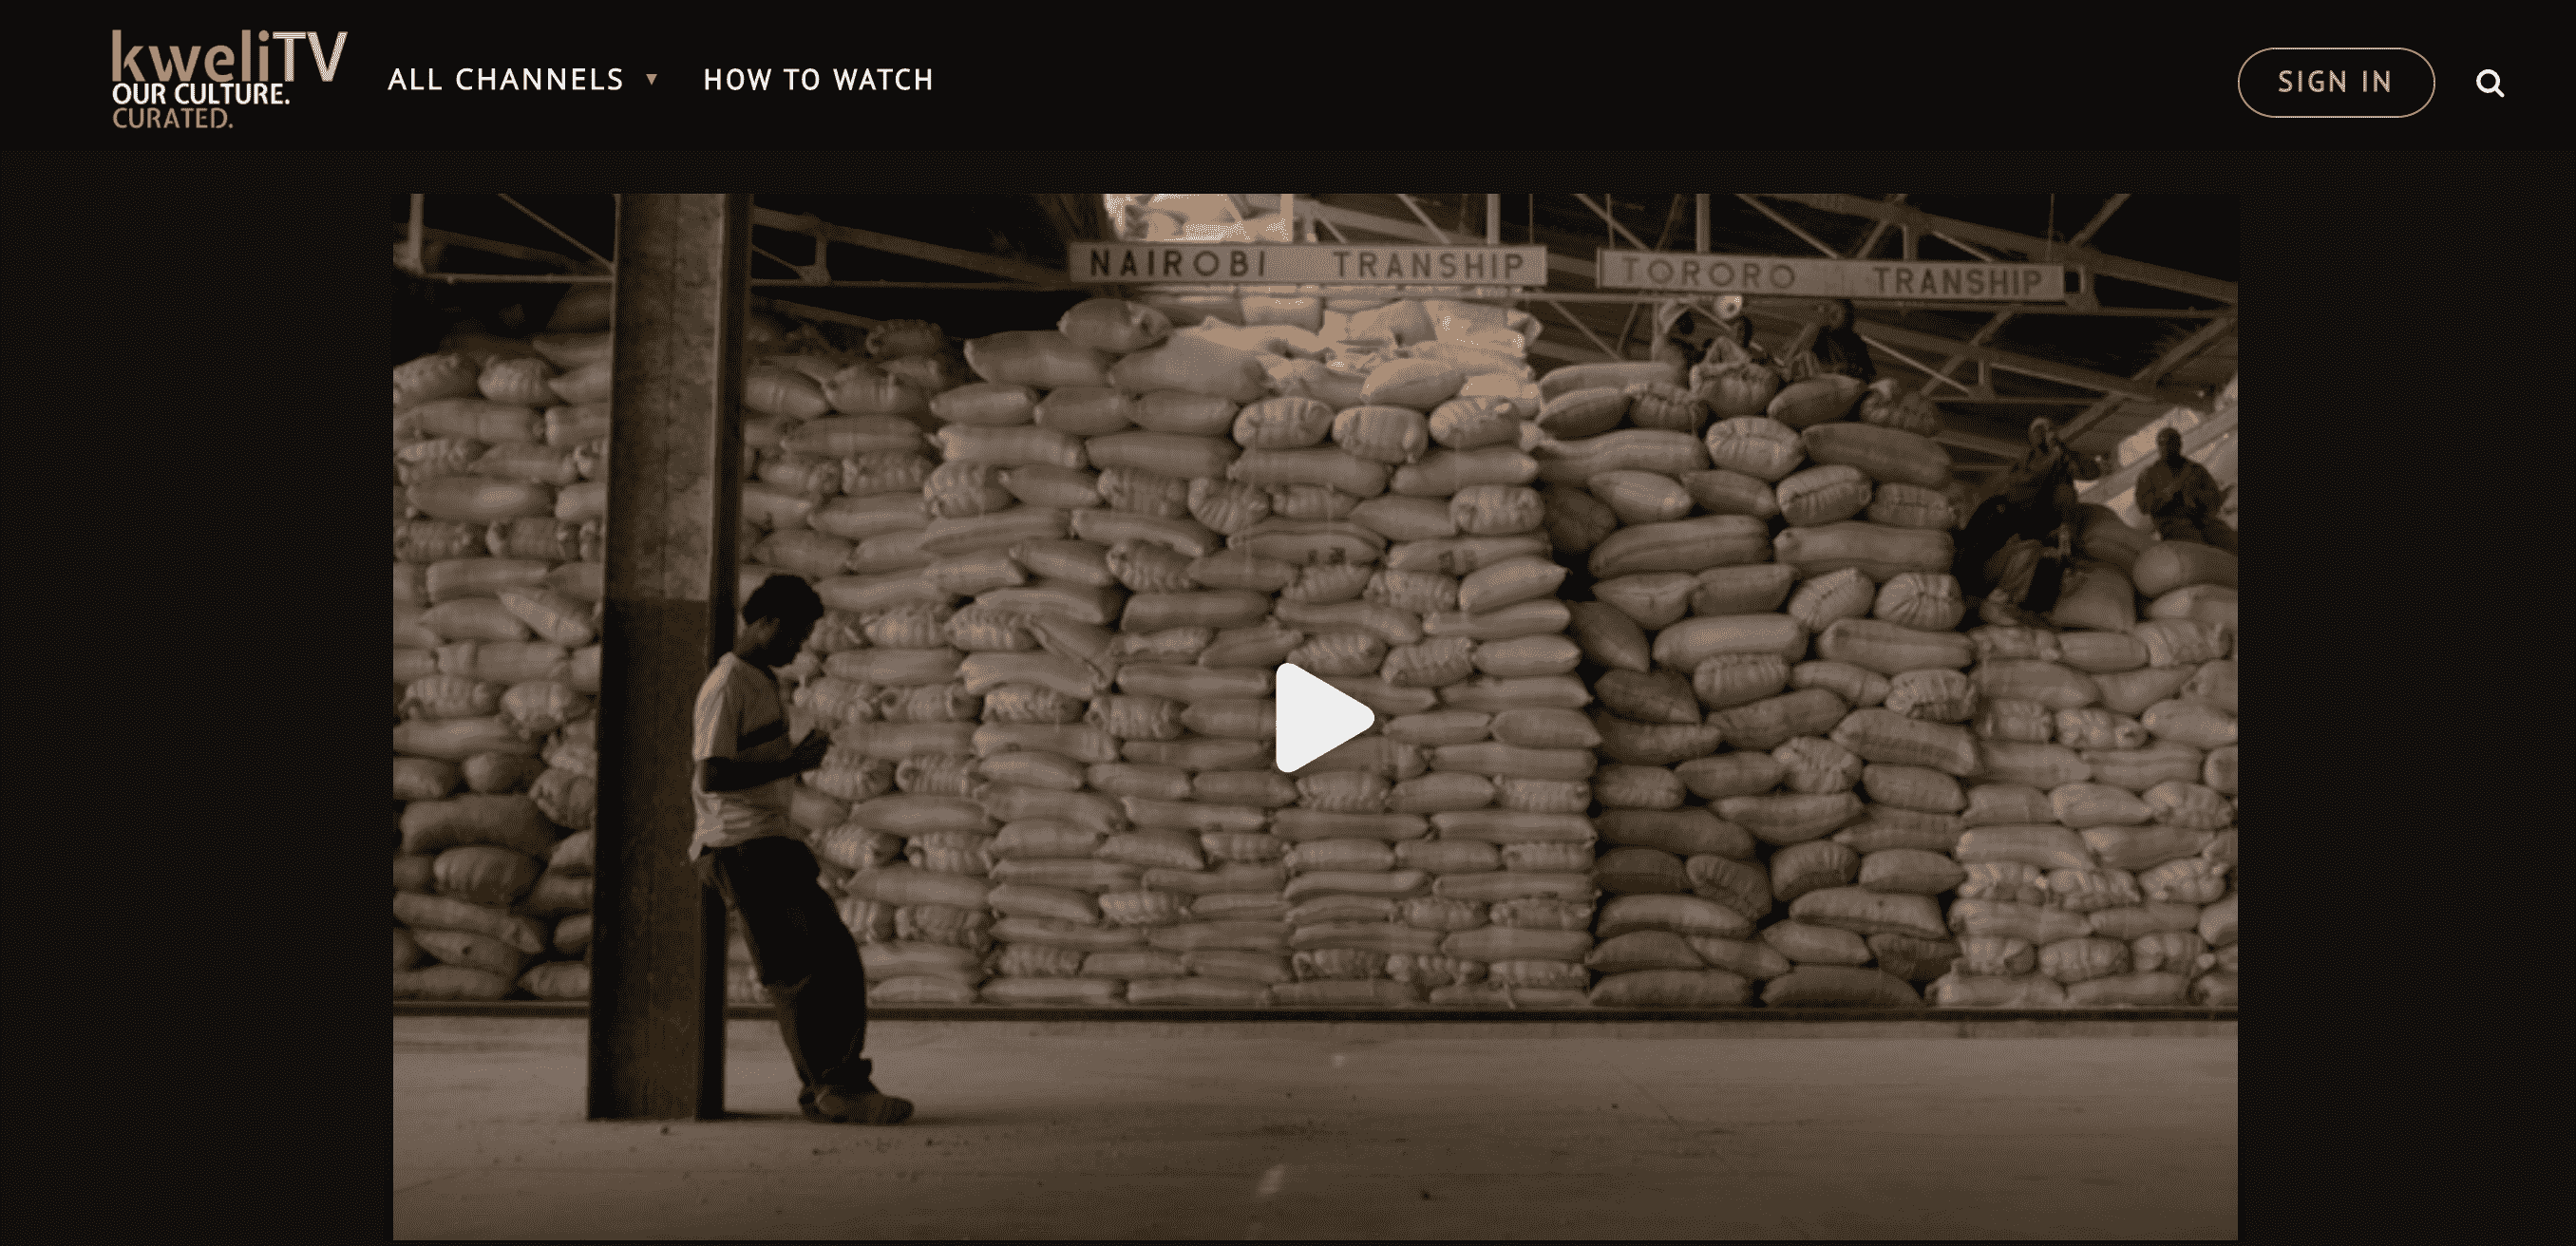 kweliTV
OUR CULTURE.
CURATED.
ALL CHANNELS
HOW TO WATCH
SIGN IN
NAIROBI TRANSHIP
TORORO TRANSHIP